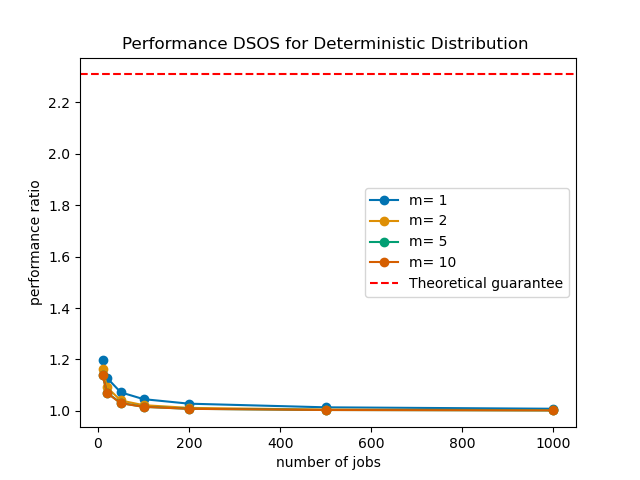 Performance DSOS for Deterministic Distribution
performance ratio
2.2
2.0
1.8
1.6
1.4
1.2
1.0
m= 1
m= 2
m= 5
m= 10
Theoretical guarantee
0 200 400 600 800 1000
number of jobs